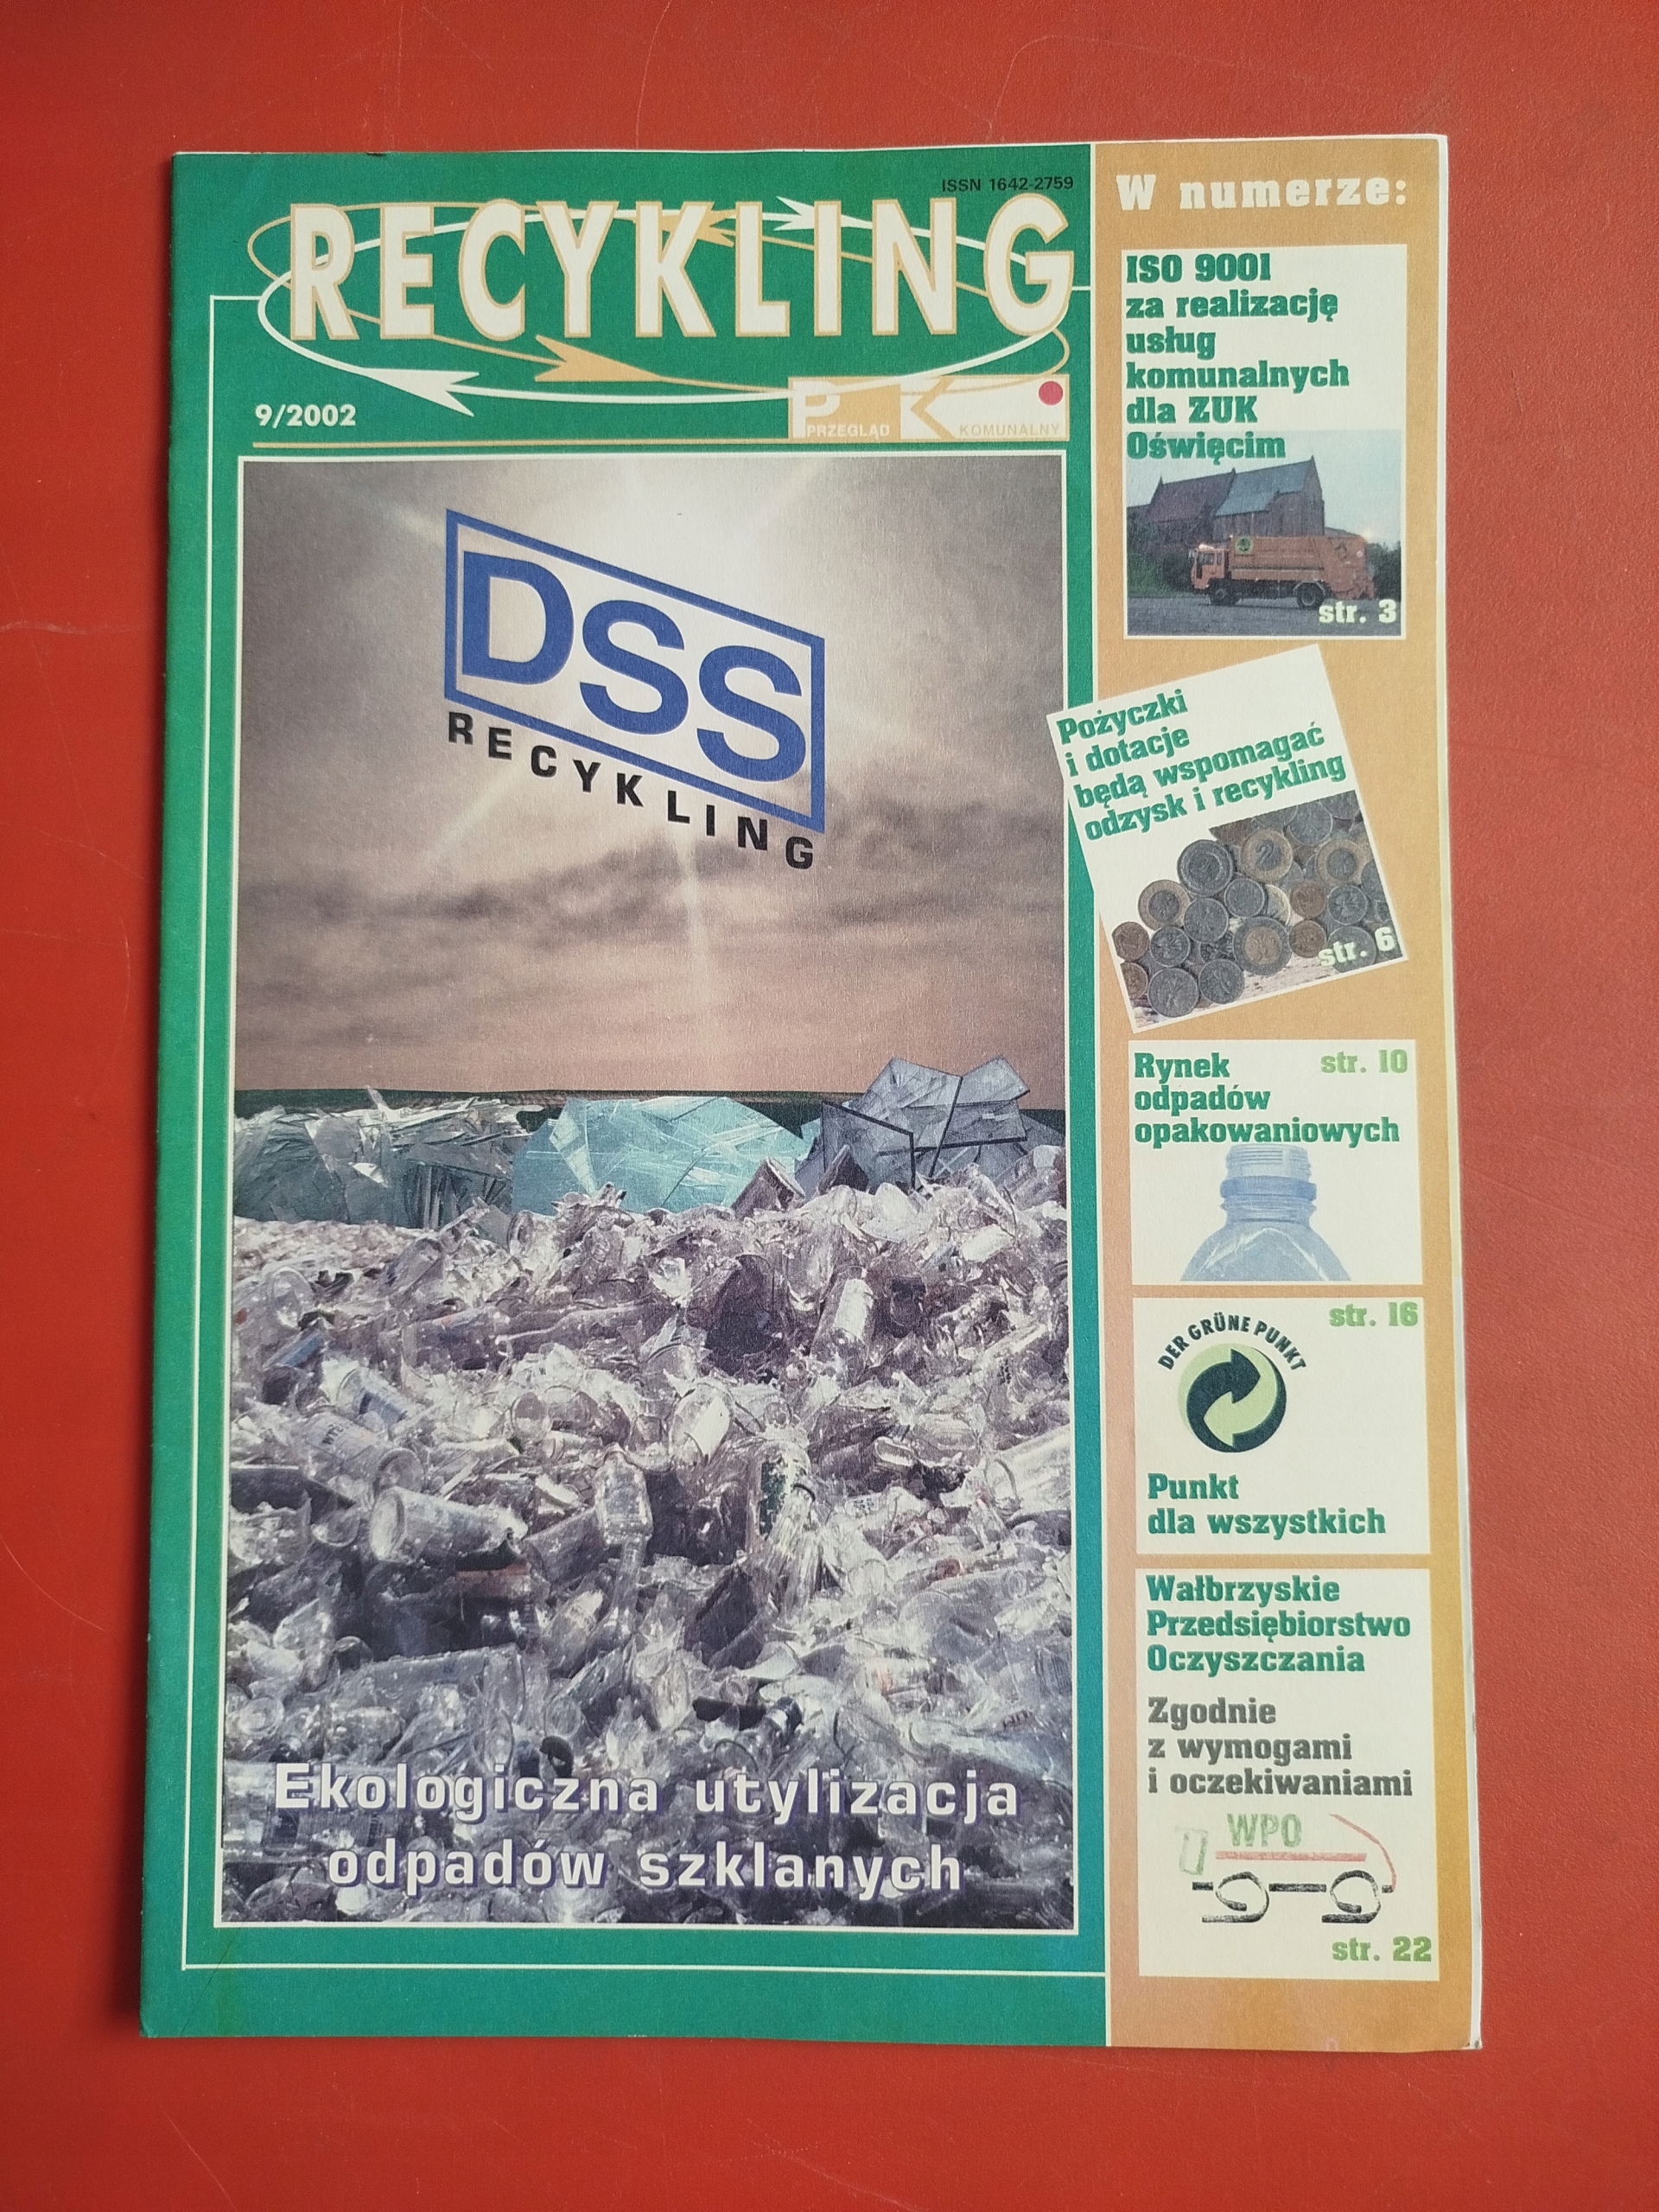 ISSN 1642-2759
RECYKLING
9/2002
PK
PRZEGLĄD KOMUNALNY
DSS
RECYKLING
Ekologiczna utylizacja
odpadów szklanych
W numerze:
ISO 9001
za realizację
usług
komunalnych
dla ZUK
Oświęcim
str. 3
Pożyczki
i dotacje
będą wspomagać
odzysk i recykling
str. 6
Rynek str. 10
odpadów
opakowaniowych
str. 16
DER GRÜNE PUNKT
Punkt
dla wszystkich
Wałbrzyskie
Przedsiębiorstwo
Oczyszczania
Zgodnie
z wymogami
i oczekiwaniami
WPO
str. 22